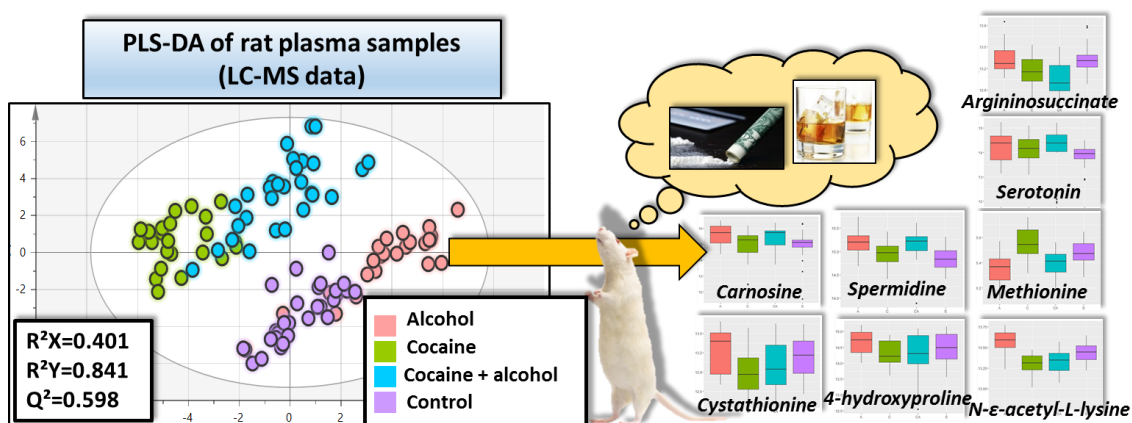 PLS-DA of rat plasma samples
(LC-MS data)
6
4
2
0
-2
-4
-2
0
2
R²X=0.401
R²Y=0.841
Q²=0.598
Alcohol
Cocaine
Cocaine + alcohol
Control
Argininosuccinate
Serotonin
Carnosine
Spermidine
Methionine
Cystathionine
4-hydroxyproline
N-ε-acetyl-L-lysine